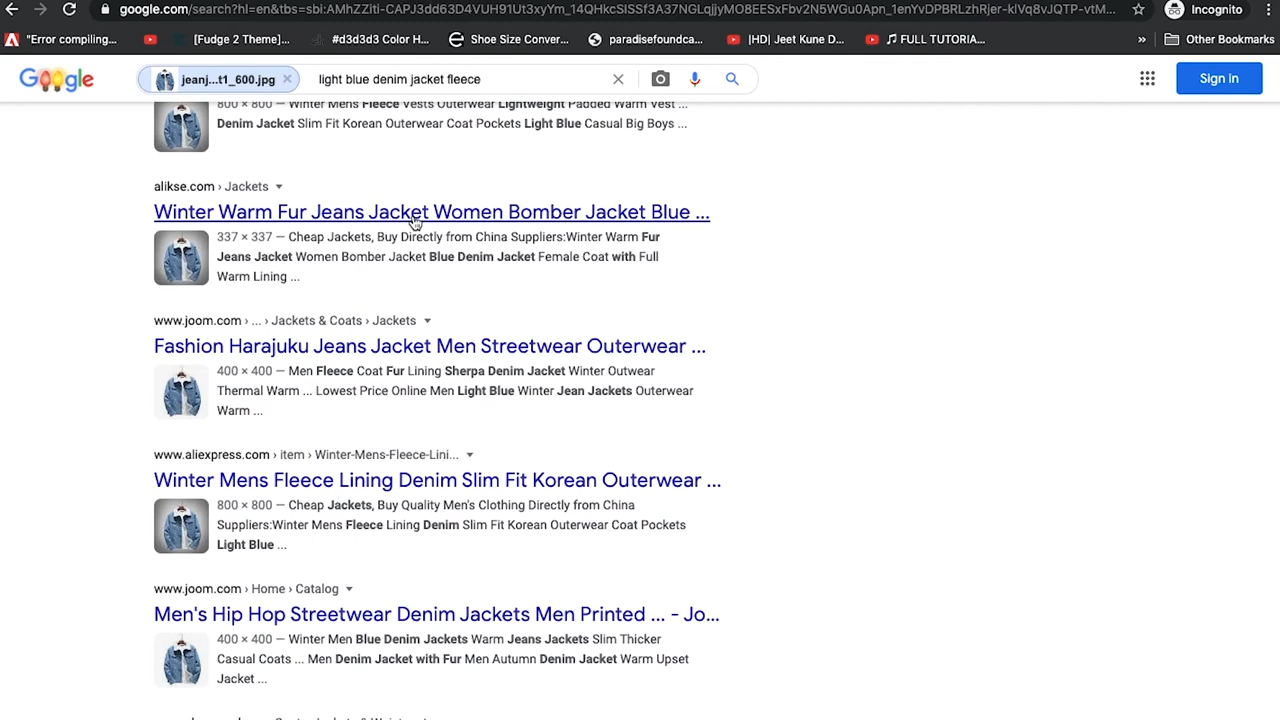 google.com/search?hl=en&tbs=sbi:AMhZZitl-CAPJ3dd63D4VUH91Ut3xyYm_14QHkcSISSf3A37NGLqjjyMO8EESxFbv2N5WGu0Apn_1enYvDPBRLzhRjer-klVq8vJQTP-vtM...
Incognito
"Error compiling...
[Fudge 2 Theme]...
#d3d3d3 Color H...
Shoe Size Conver...
paradisefoundca...
|HD| Jeet Kune D...
♫ FULL TUTORIA...
»
Other Bookmarks
Google
jeanj...t1_600.jpg
light blue denim jacket fleece
Sign in
800 × 800 — Winter Mens Fleece Vests Outerwear Lightweight Padded Warm Vest ...
Denim Jacket Slim Fit Korean Outerwear Coat Pockets Light Blue Casual Big Boys ...
alikse.com › Jackets
Winter Warm Fur Jeans Jacket Women Bomber Jacket Blue ...
337 × 337 — Cheap Jackets, Buy Directly from China Suppliers:Winter Warm Fur
Jeans Jacket Women Bomber Jacket Blue Denim Jacket Female Coat with Full
Warm Lining ...
www.joom.com › ... › Jackets & Coats › Jackets
Fashion Harajuku Jeans Jacket Men Streetwear Outerwear ...
400 × 400 — Men Fleece Coat Fur Lining Sherpa Denim Jacket Winter Outwear
Thermal Warm ... Lowest Price Online Men Light Blue Winter Jean Jackets Outerwear
Warm ...
www.aliexpress.com › item › Winter-Mens-Fleece-Lini...
Winter Mens Fleece Lining Denim Slim Fit Korean Outerwear ...
800 × 800 — Cheap Jackets, Buy Quality Men's Clothing Directly from China
Suppliers:Winter Mens Fleece Lining Denim Slim Fit Korean Outerwear Coat Pockets
Light Blue ...
www.joom.com › Home › Catalog
Men's Hip Hop Streetwear Denim Jackets Men Printed ... - Jo...
400 × 400 — Winter Men Blue Denim Jackets Warm Jeans Jackets Slim Thicker
Casual Coats ... Men Denim Jacket with Fur Men Autumn Denim Jacket Warm Upset
Jacket ...